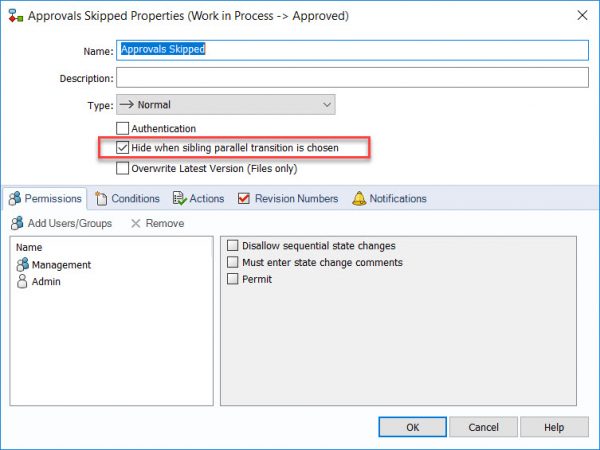 Approvals Skipped Properties (Work in Process -> Approved)
Name: Approvals Skipped
Description:
Type: Normal
Authentication
Hide when sibling parallel transition is chosen
Overwrite Latest Version (Files only)
Permissions Conditions Actions Revision Numbers Notifications
Add Users/Groups Remove
Name
Management
Admin
Disallow sequential state changes
Must enter state change comments
Permit
OK Cancel Help